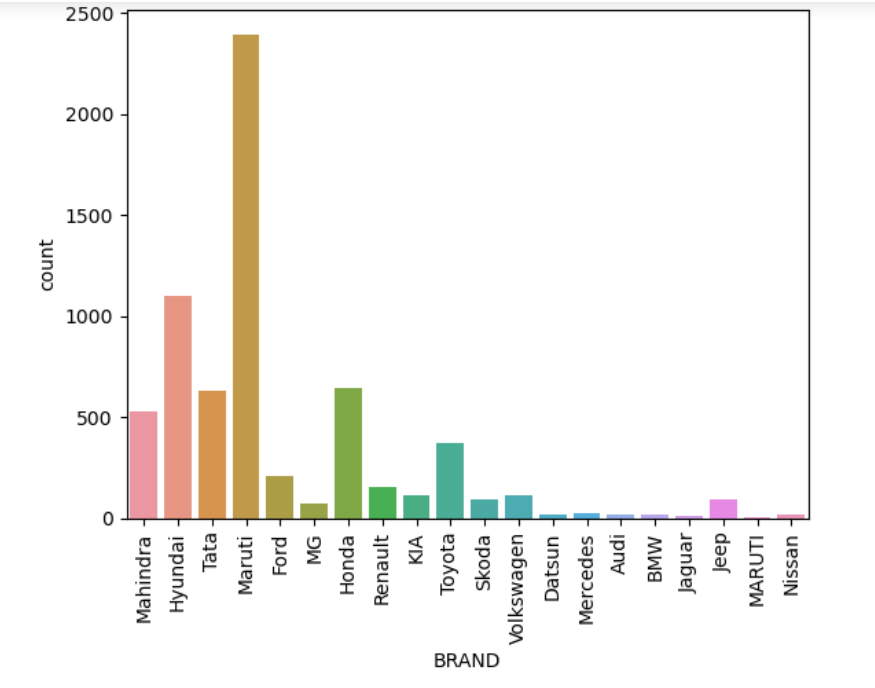 2500
2000
1500
1000
500
0
count
Mahindra
Hyundai
Tata
Maruti
Ford
MG
Honda
Renault
KIA
Toyota
Skoda
Volkswagen
Datsun
Mercedes
Audi
BMW
Jaguar
Jeep
MARUTI
Nissan
BRAND